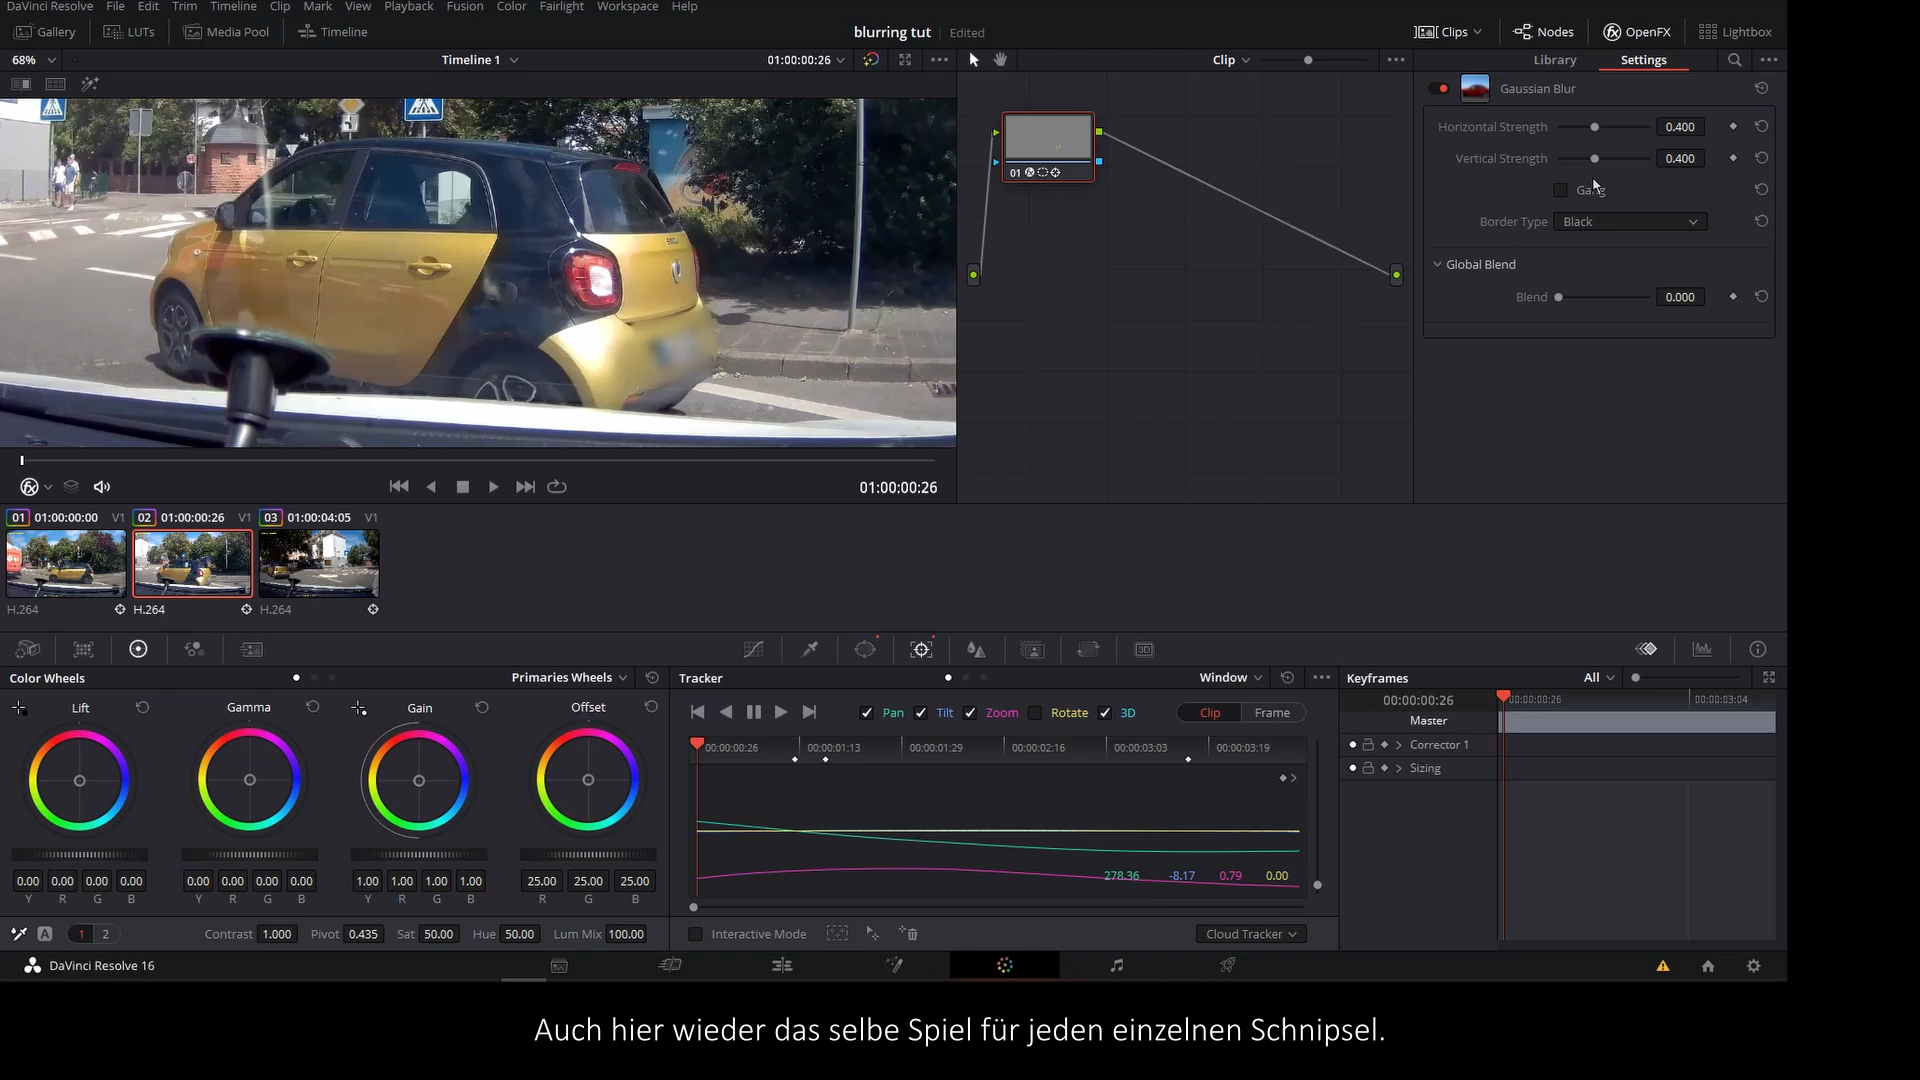 DaVinci Resolve File Edit Trim Timeline Clip Mark View Playback Fusion Color Fairlight Workspace Help
Gallery LUTs Media Pool Timeline blurring tut Edited Clips Nodes OpenFX Lightbox
68% Timeline 1 01:00:00:26 Clip Library Settings
Gaussian Blur
Horizontal Strength 0.400
Vertical Strength 0.400
Gang
Border Type Black
Global Blend
Blend 0.000
01
01:00:00:26
01 01:00:00:00 V1 02 01:00:00:26 V1 03 01:00:04:05 V1
H.264 H.264 H.264
3D
Color Wheels Primaries Wheels Tracker Window Keyframes All
Lift Gamma Gain Offset
Pan Tilt Zoom Rotate 3D Clip Frame
00:00:00:26 00:00:00:26 00:00:03:04
Master
Corrector 1
Sizing
00:00:00:26 00:00:01:13 00:00:01:29 00:00:02:16 00:00:03:03 00:00:03:19
278.36 -8.17 0.79 0.00
0.00 0.00 0.00 0.00 0.00 0.00 0.00 0.00 1.00 1.00 1.00 1.00 25.00 25.00 25.00
Y R G B Y R G B Y R G B R G B
A 1 2 Contrast 1.000 Pivot 0.435 Sat 50.00 Hue 50.00 Lum Mix 100.00
Interactive Mode Cloud Tracker
DaVinci Resolve 16
Auch hier wieder das selbe Spiel für jeden einzelnen Schnipsel.